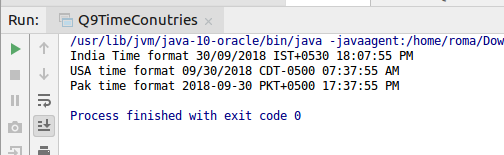 Run: Q9TimeConutries ×
/usr/lib/jvm/java-10-oracle/bin/java -javaagent:/home/roma/Dow
India Time format 30/09/2018 IST+0530 18:07:55 PM
USA time format 09/30/2018 CDT-0500 07:37:55 AM
Pak time format 2018-09-30 PKT+0500 17:37:55 PM
Process finished with exit code 0